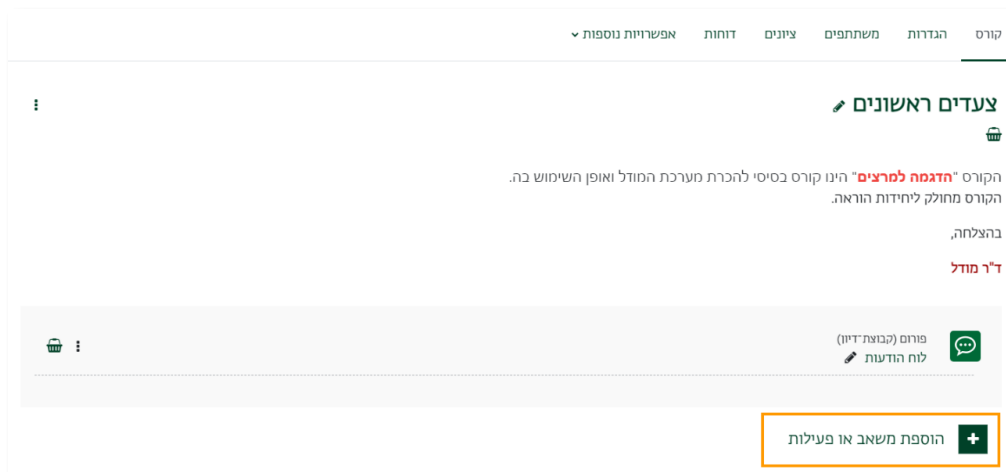 קורס הגדרות משתתפים ציונים דוחות אפשרויות נוספות
צעדים ראשונים
הקורס "הדגמה למרצים" הינו קורס בסיסי להכרת מערכת המודל ואופן השימוש בה.
הקורס מחולק ליחידות הוראה.
בהצלחה,
ד"ר מודל
פורום (קבוצת־דיון)
לוח הודעות
הוספת משאב או פעילות